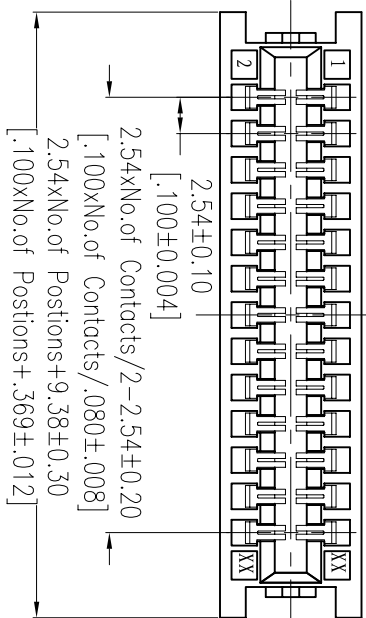 1
2
XX
XX
2.54±0.10
[.100±0.004]
2.54xNo.of Contacts/2-2.54±0.20
[.100xNo.of Contacts/.080±.008]
2.54xNo.of Postions+9.38±0.30
[.100xNo.of Postions+.369±.012]